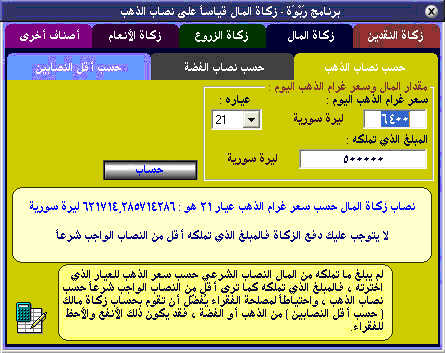 برنامج ربْوَة - زكاة المال قياساً على نصاب الذهب
زكاة النقدين
زكاة المال
زكاة الزروع
زكاة الأنعام
أصناف أخرى
حسب نصاب الذهب
حسب نصاب الفضة
حسب أقل النصابين
مقدار المال وسعر غرام الذهب اليوم :
سعر غرام الذهب اليوم :
عياره :
٦٤٠٠
ليرة سورية
21
المبلغ الذي تملكه :
٥٠٠٠٠٠
ليرة سورية
حساب
نصاب زكاة المال حسب سعر غرام الذهب عيار ٢١ هو : ٦٢١٧١٤,٢٨٥٧١٤٢٨٦ ليرة سورية
لا يتوجب عليك دفع الزكاة فالمبلغ الذي تملكه أقل من النصاب الواجب شرعاً
لم يبلغ ما تملكه من المال النصاب الشرعي حسب سعر الذهب للعيار الذي
اخترته ، فالمبلغ الذي تملكه كما ترى أقل من النصاب الواجب شرعاً حسب
نصاب الذهب ، واحتياطاً لمصلحة الفقراء يفضّل أن تقوم بحساب زكاة مالك
( حسب أقل النصابين ) من الذهب أو الفضة ، فقد يكون ذلك الأنفع والأحظ
للفقراء.